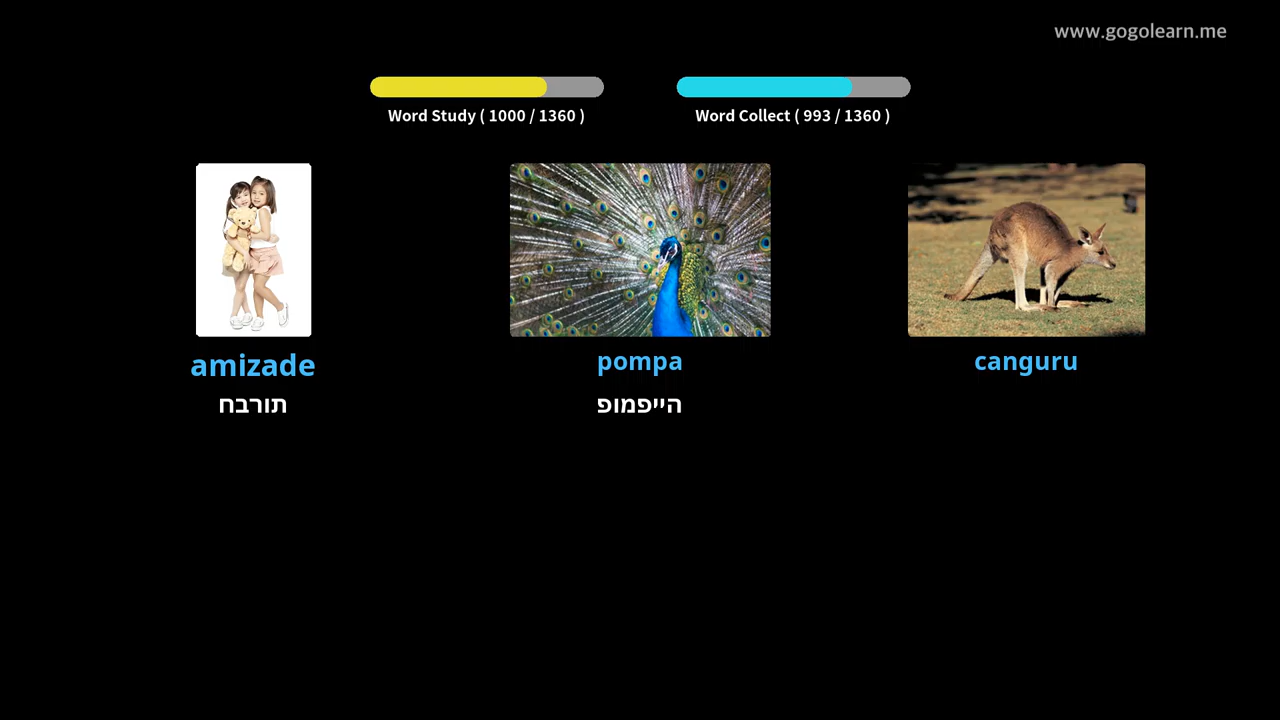 www.gogolearn.me
Word Study ( 1000 / 1360 )
Word Collect ( 993 / 1360 )
amizade
pompa
canguru
תורבח
הייפמופ